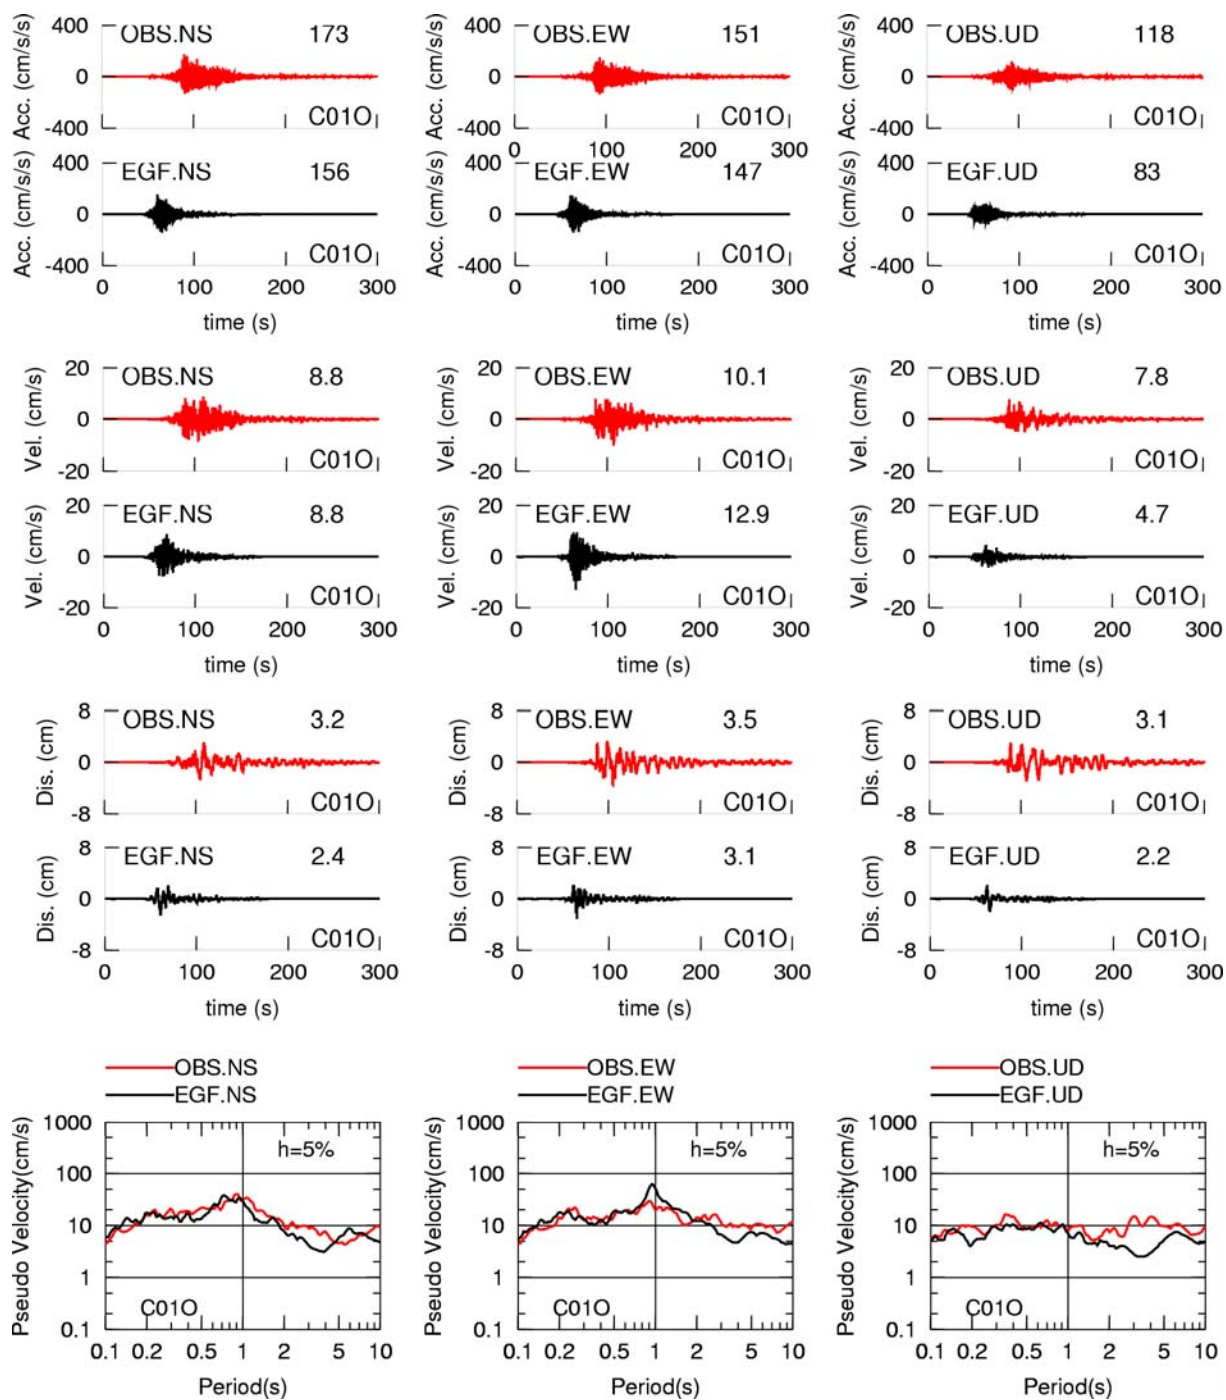 400 OBS.NS 173
Acc. (cm/s/s)
0
-400 C01O
400 EGF.NS 156
Acc. (cm/s/s)
0
-400 C01O
0 100 200 300
time (s)
400 OBS.EW 151
Acc. (cm/s/s)
0
-400 C01O
0 100 200 300
400 EGF.EW 147
Acc. (cm/s/s)
0
-400 C01O
0 100 200 300
time (s)
400 OBS.UD 118
Acc. (cm/s/s)
0
-400 C01O
400 EGF.UD 83
Acc. (cm/s/s)
0
-400 C01O
0 100 200 300
time (s)
20 OBS.NS 8.8
Vel. (cm/s)
0
-20 C01O
20 EGF.NS 8.8
Vel. (cm/s)
0
-20 C01O
0 100 200 300
time (s)
20 OBS.EW 10.1
Vel. (cm/s)
0
-20 C01O
20 EGF.EW 12.9
Vel. (cm/s)
0
-20 C01O
0 100 200 300
time (s)
20 OBS.UD 7.8
Vel. (cm/s)
0
-20 C01O
20 EGF.UD 4.7
Vel. (cm/s)
0
-20 C01O
0 100 200 300
time (s)
8 OBS.NS 3.2
Dis. (cm)
0
-8 C01O
8 EGF.NS 2.4
Dis. (cm)
0
-8 C01O
0 100 200 300
time (s)
8 OBS.EW 3.5
Dis. (cm)
0
-8 C01O
8 EGF.EW 3.1
Dis. (cm)
0
-8 C01O
0 100 200 300
time (s)
8 OBS.UD 3.1
Dis. (cm)
0
-8 C01O
8 EGF.UD 2.2
Dis. (cm)
0
-8 C01O
0 100 200 300
time (s)
OBS.NS
EGF.NS
Pseudo Velocity(cm/s)
1000
h=5%
100
10
1
C01O
0.1
0.1 0.2 0.5 1 2 5 10
Period(s)
OBS.EW
EGF.EW
Pseudo Velocity(cm/s)
1000
h=5%
100
10
1
C01O
0.1
0.1 0.2 0.5 1 2 5 10
Period(s)
OBS.UD
EGF.UD
Pseudo Velocity(cm/s)
1000
h=5%
100
10
1
C01O
0.1
0.1 0.2 0.5 1 2 5 10
Period(s)